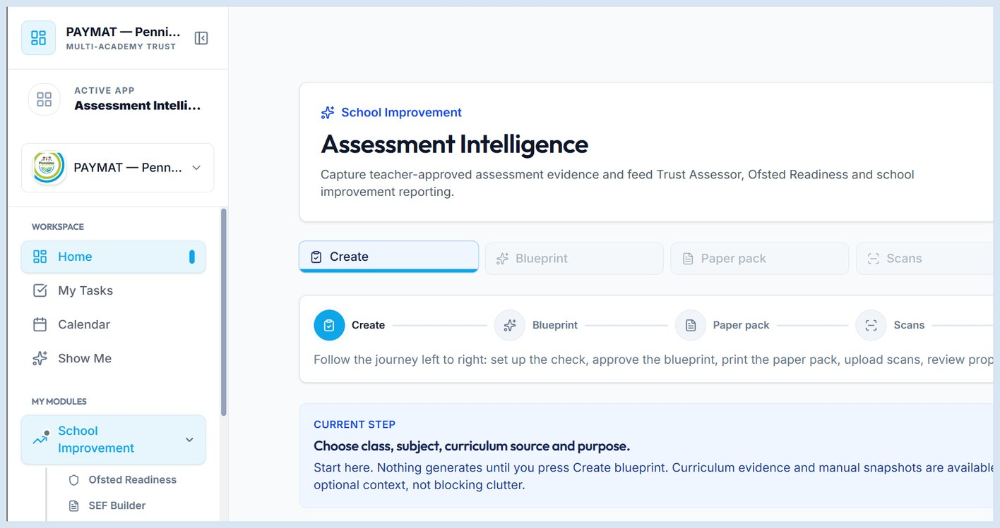 PAYMAT — Penni...
MULTI-ACADEMY TRUST
ACTIVE APP
Assessment Intelli...
PAYMAT — Penn...
WORKSPACE
Home
My Tasks
Calendar
Show Me
MY MODULES
School
Improvement
Ofsted Readiness
SEF Builder
School Improvement
Assessment Intelligence
Capture teacher-approved assessment evidence and feed Trust Assessor, Ofsted Readiness and school
improvement reporting.
Create
Blueprint
Paper pack
Scans
Create
Blueprint
Paper pack
Scans
Follow the journey left to right: set up the check, approve the blueprint, print the paper pack, upload scans, review prop
CURRENT STEP
Choose class, subject, curriculum source and purpose.
Start here. Nothing generates until you press Create blueprint. Curriculum evidence and manual snapshots are available
optional context, not blocking clutter.